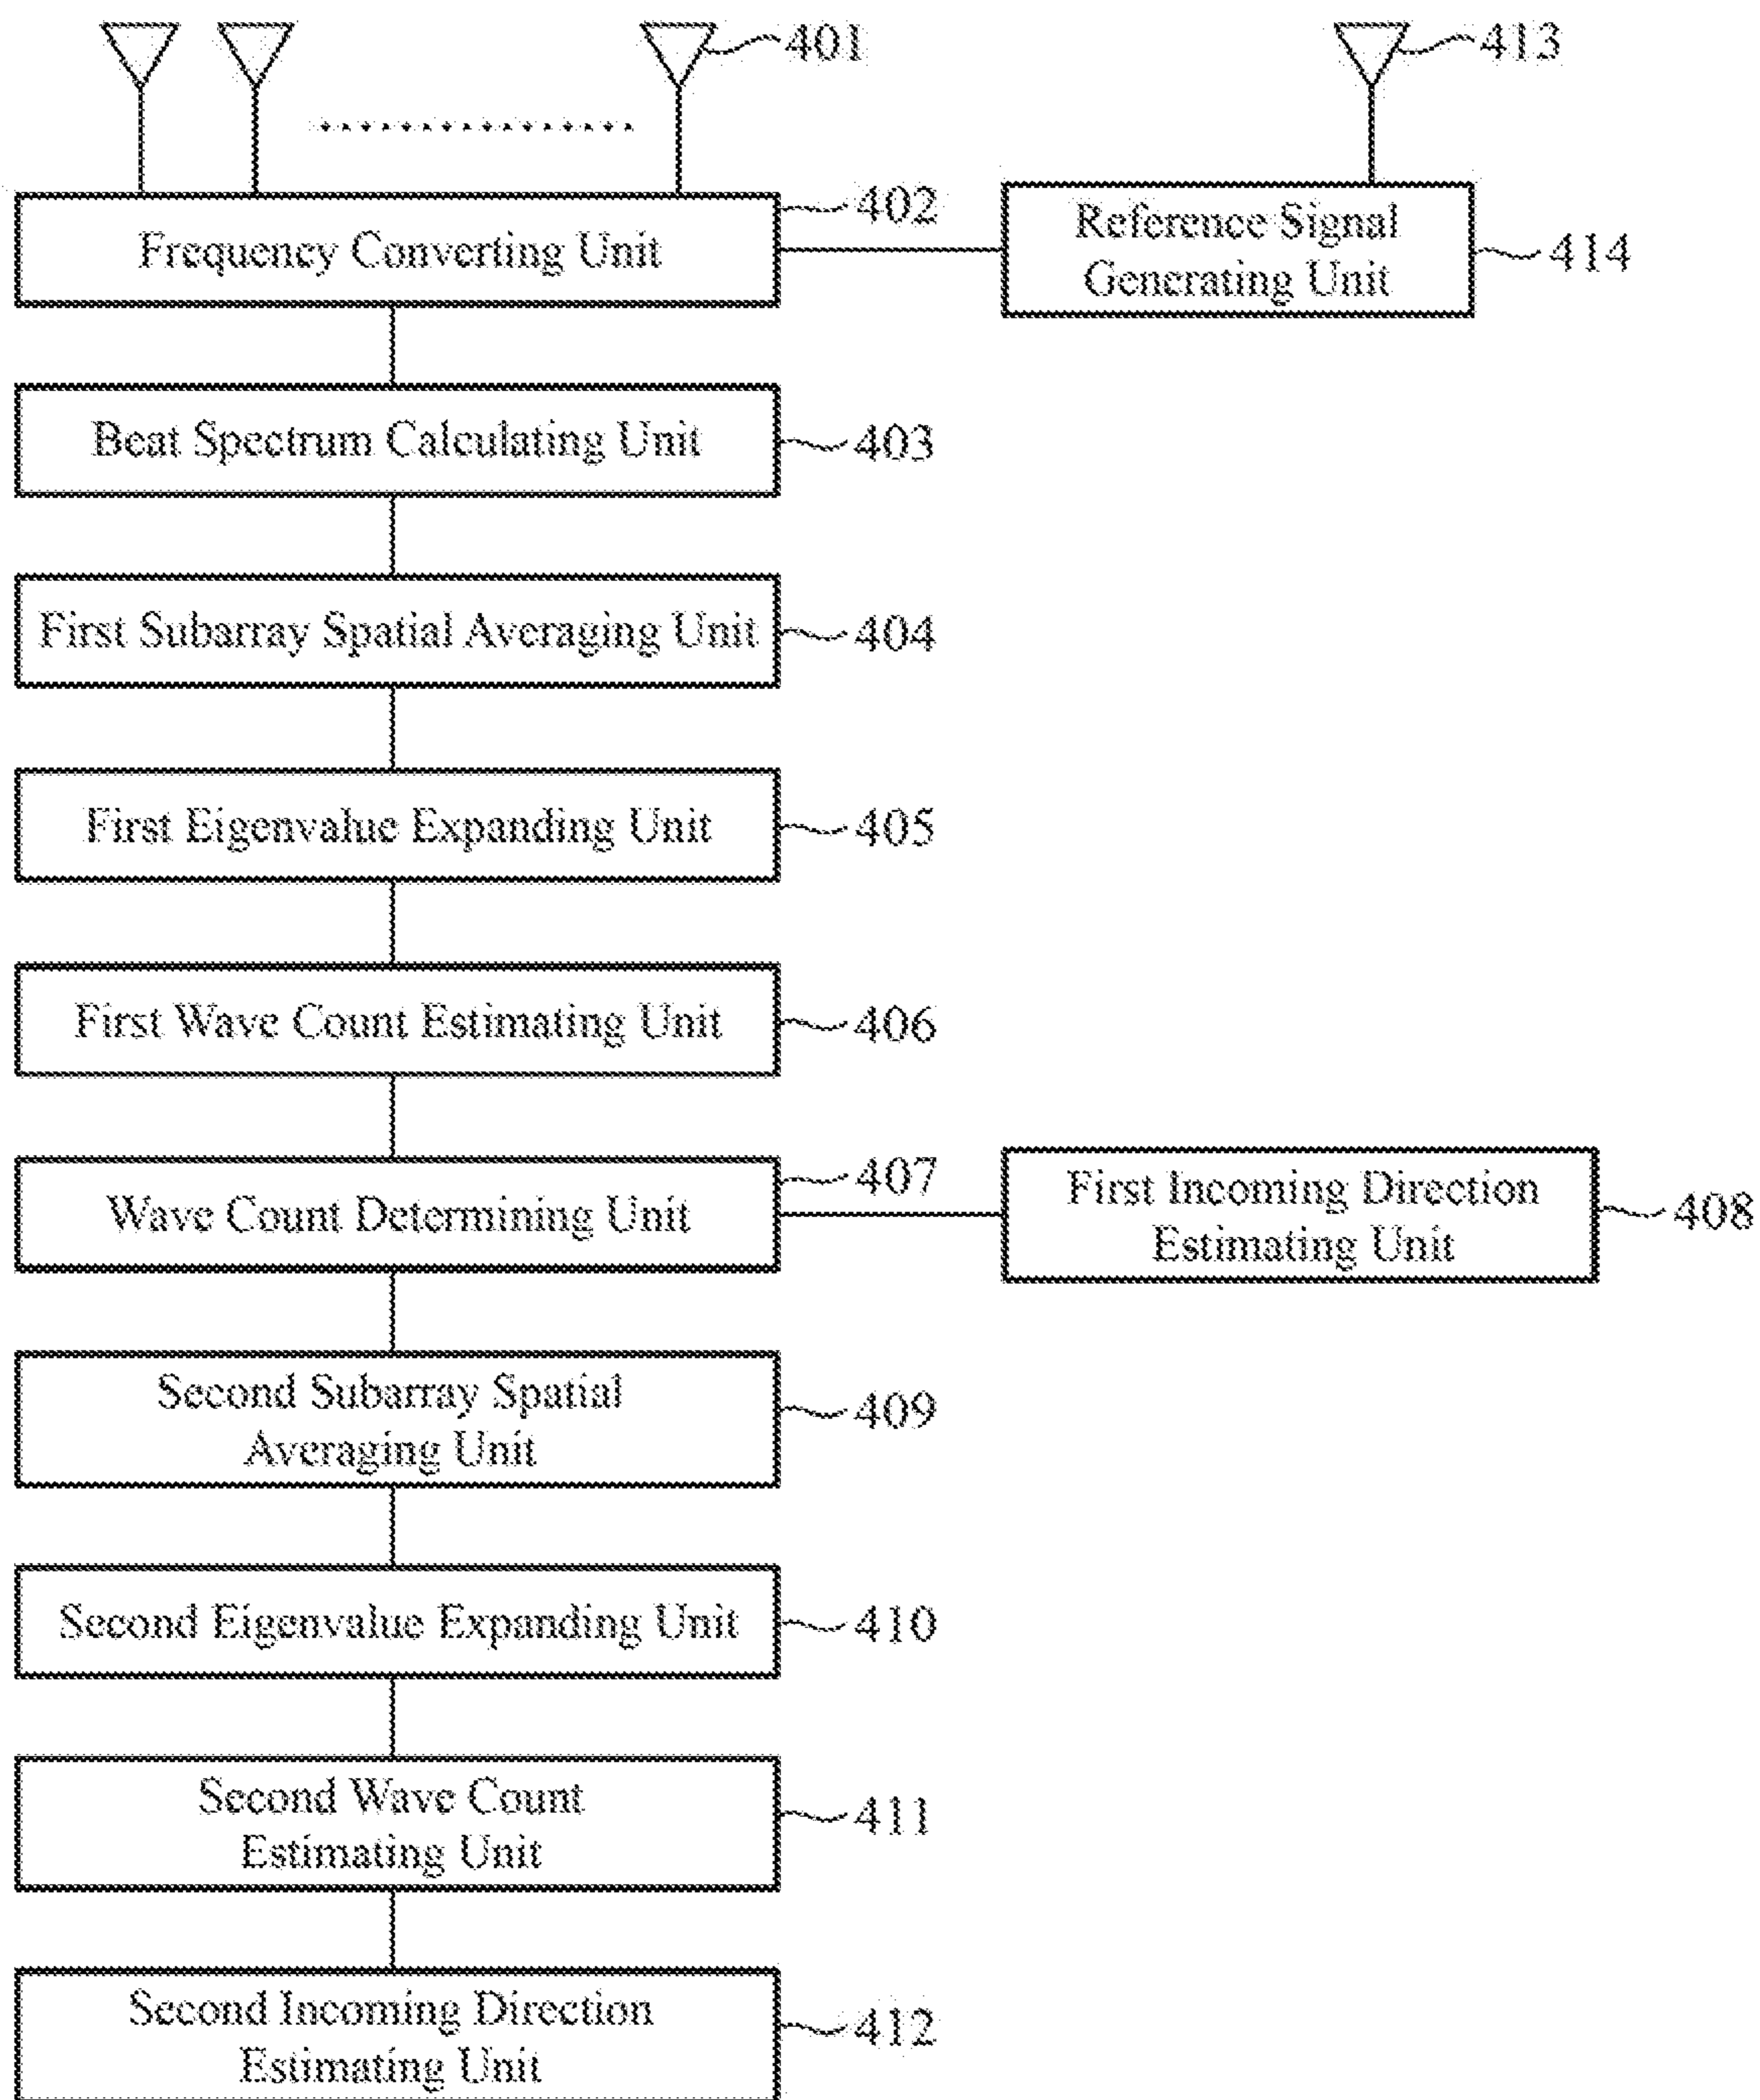 401
413
402
Frequency Converting Unit
Reference Signal
Generating Unit
414
Beat Spectrum Calculating Unit
403
First Subarray Spatial Averaging Unit
404
First Eigenvalue Expanding Unit
405
First Wave Count Estimating Unit
406
407
Wave Count Determining Unit
First Incoming Direction
Estimating Unit
408
Second Subarray Spatial
Averaging Unit
409
Second Eigenvalue Expanding Unit
410
Second Wave Count
Estimating Unit
411
Second Incoming Direction
Estimating Unit
412